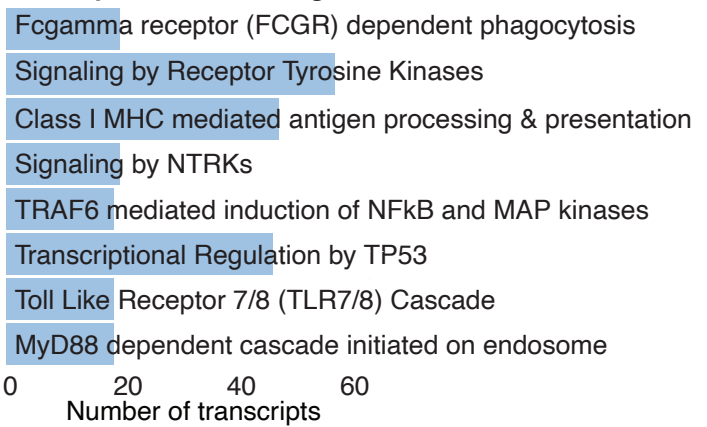 Fcgamma receptor (FCGR) dependent phagocytosis
Signaling by Receptor Tyrosine Kinases
Class I MHC mediated antigen processing & presentation
Signaling by NTRKs
TRAF6 mediated induction of NFkB and MAP kinases
Transcriptional Regulation by TP53
Toll Like Receptor 7/8 (TLR7/8) Cascade
MyD88 dependent cascade initiated on endosome
0 20 40 60
Number of transcripts